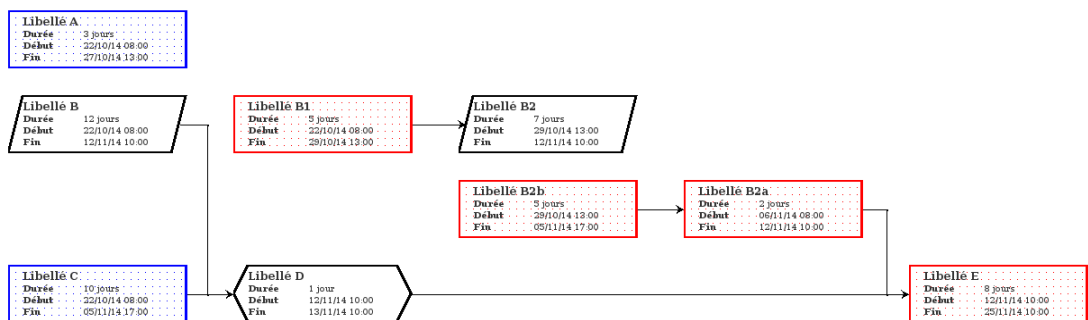 Libellé A
Durée 3 jours
Début 22/10/14 08:00
Fin 27/10/14 13:00
Libellé B
Durée 12 jours
Début 22/10/14 08:00
Fin 12/11/14 10:00
Libellé B1
Durée 5 jours
Début 22/10/14 08:00
Fin 29/10/14 13:00
Libellé B2
Durée 7 jours
Début 29/10/14 13:00
Fin 12/11/14 10:00
Libellé B2b
Durée 5 jours
Début 29/10/14 13:00
Fin 05/11/14 17:00
Libellé B2a
Durée 2 jours
Début 06/11/14 08:00
Fin 12/11/14 10:00
Libellé C
Durée 10 jours
Début 22/10/14 08:00
Fin 05/11/14 17:00
Libellé D
Durée 1 jour
Début 12/11/14 10:00
Fin 13/11/14 10:00
Libellé E
Durée 8 jours
Début 12/11/14 10:00
Fin 25/11/14 10:00